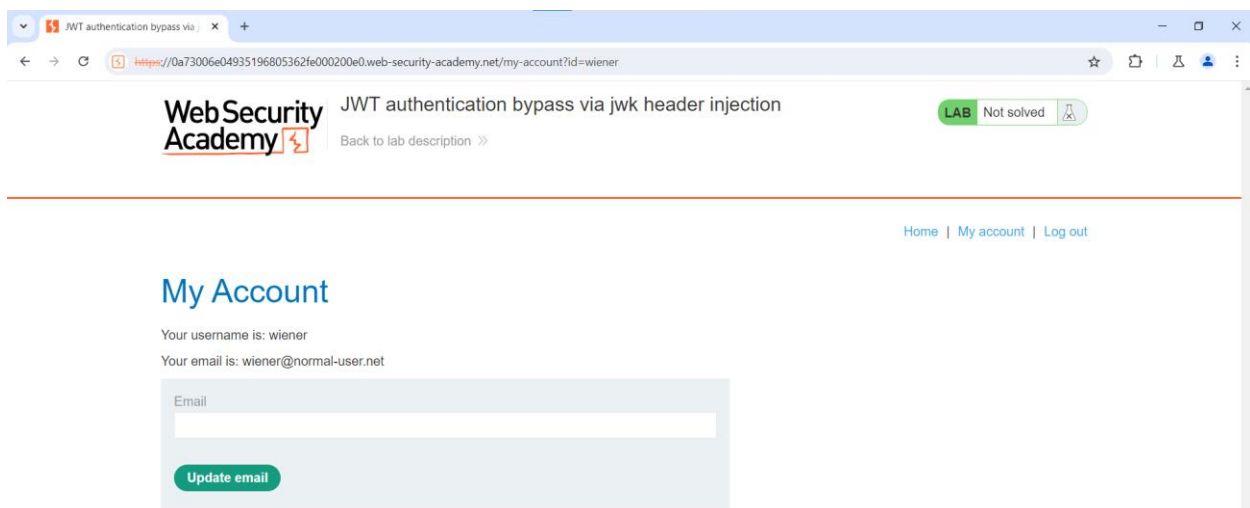 JWT authentication bypass via j
https://0a73006e04935196805362fe000200e0.web-security-academy.net/my-account?id=wiener
Web Security
Academy
JWT authentication bypass via jwk header injection
Back to lab description
LAB Not solved
Home | My account | Log out
My Account
Your username is: wiener
Your email is: wiener@normal-user.net
Email
Update email